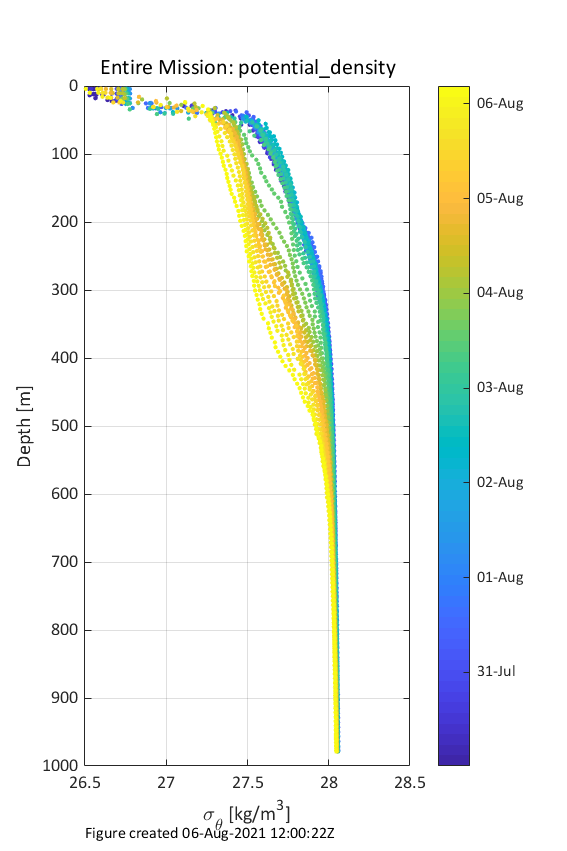 Entire Mission: potential_density
0
100
200
300
400
500
600
700
800
900
1000
Depth [m]
26.5 27 27.5 28 28.5
σθ [kg/m³]
06-Aug
05-Aug
04-Aug
03-Aug
02-Aug
01-Aug
31-Jul
Figure created 06-Aug-2021 12:00:22Z